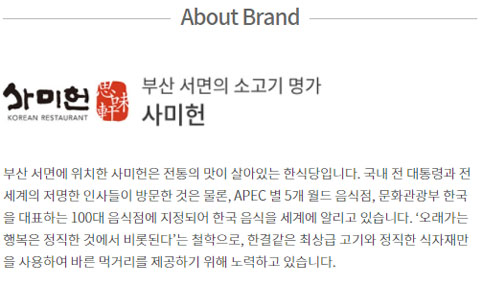 About Brand
사미헌
KOREAN RESTAURANT
思味軒
부산 서면의 소고기 명가
사미헌
부산 서면에 위치한 사미헌은 전통의 맛이 살아있는 한식당입니다. 국내 전 대통령과 전
세계의 저명한 인사들이 방문한 것은 물론, APEC 별 5개 월드 음식점, 문화관광부 한국
을 대표하는 100대 음식점에 지정되어 한국 음식을 세계에 알리고 있습니다. ‘오래가는
행복은 정직한 것에서 비롯된다’는 철학으로, 한결같은 최상급 고기와 정직한 식자재만
을 사용하여 바른 먹거리를 제공하기 위해 노력하고 있습니다.